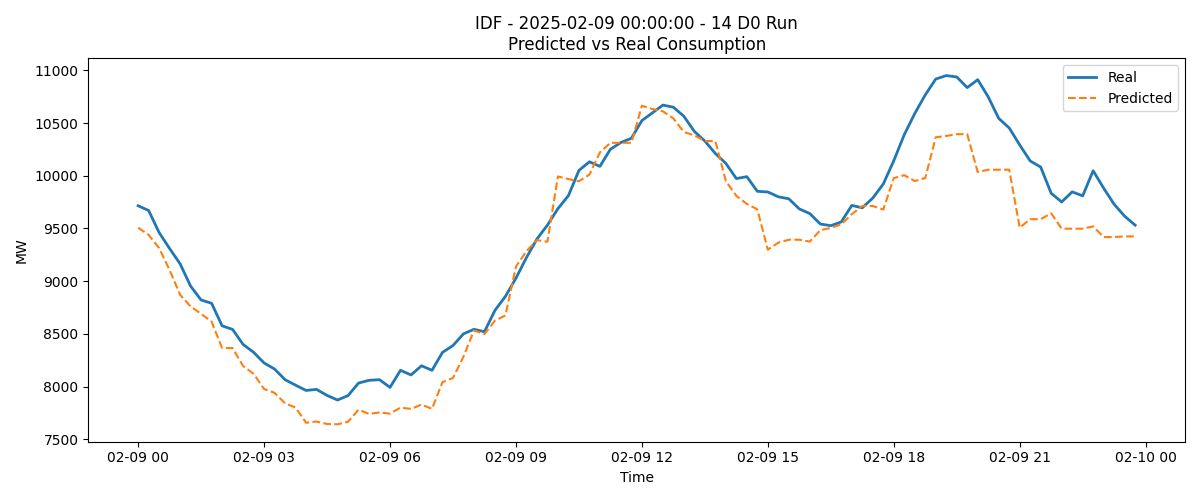 IDF - 2025-02-09 00:00:00 - 14 D0 Run
Predicted vs Real Consumption
Real
Predicted
MW
11000
10500
10000
9500
9000
8500
8000
7500
02-09 00
02-09 03
02-09 06
02-09 09
02-09 12
02-09 15
02-09 18
02-09 21
02-10 00
Time